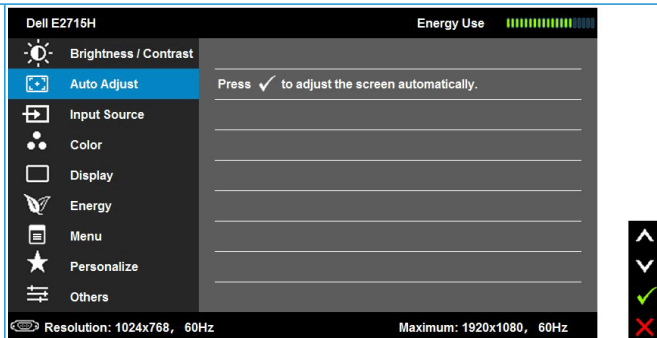 Dell E2715H Energy Use
Brightness / Contrast
Auto Adjust Press ✓ to adjust the screen automatically.
Input Source
Color
Display
Energy
Menu
Personalize
Others
Resolution: 1024x768, 60Hz Maximum: 1920x1080, 60Hz